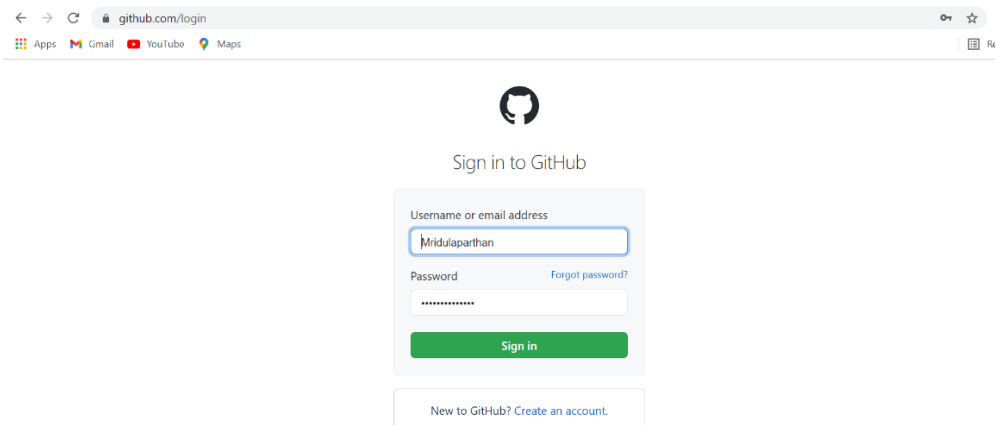 github.com/login
Apps Gmail YouTube Maps
Sign in to GitHub
Username or email address
Mridulaparthan
Password Forgot password?
••••••••••••••
Sign in
New to GitHub? Create an account.